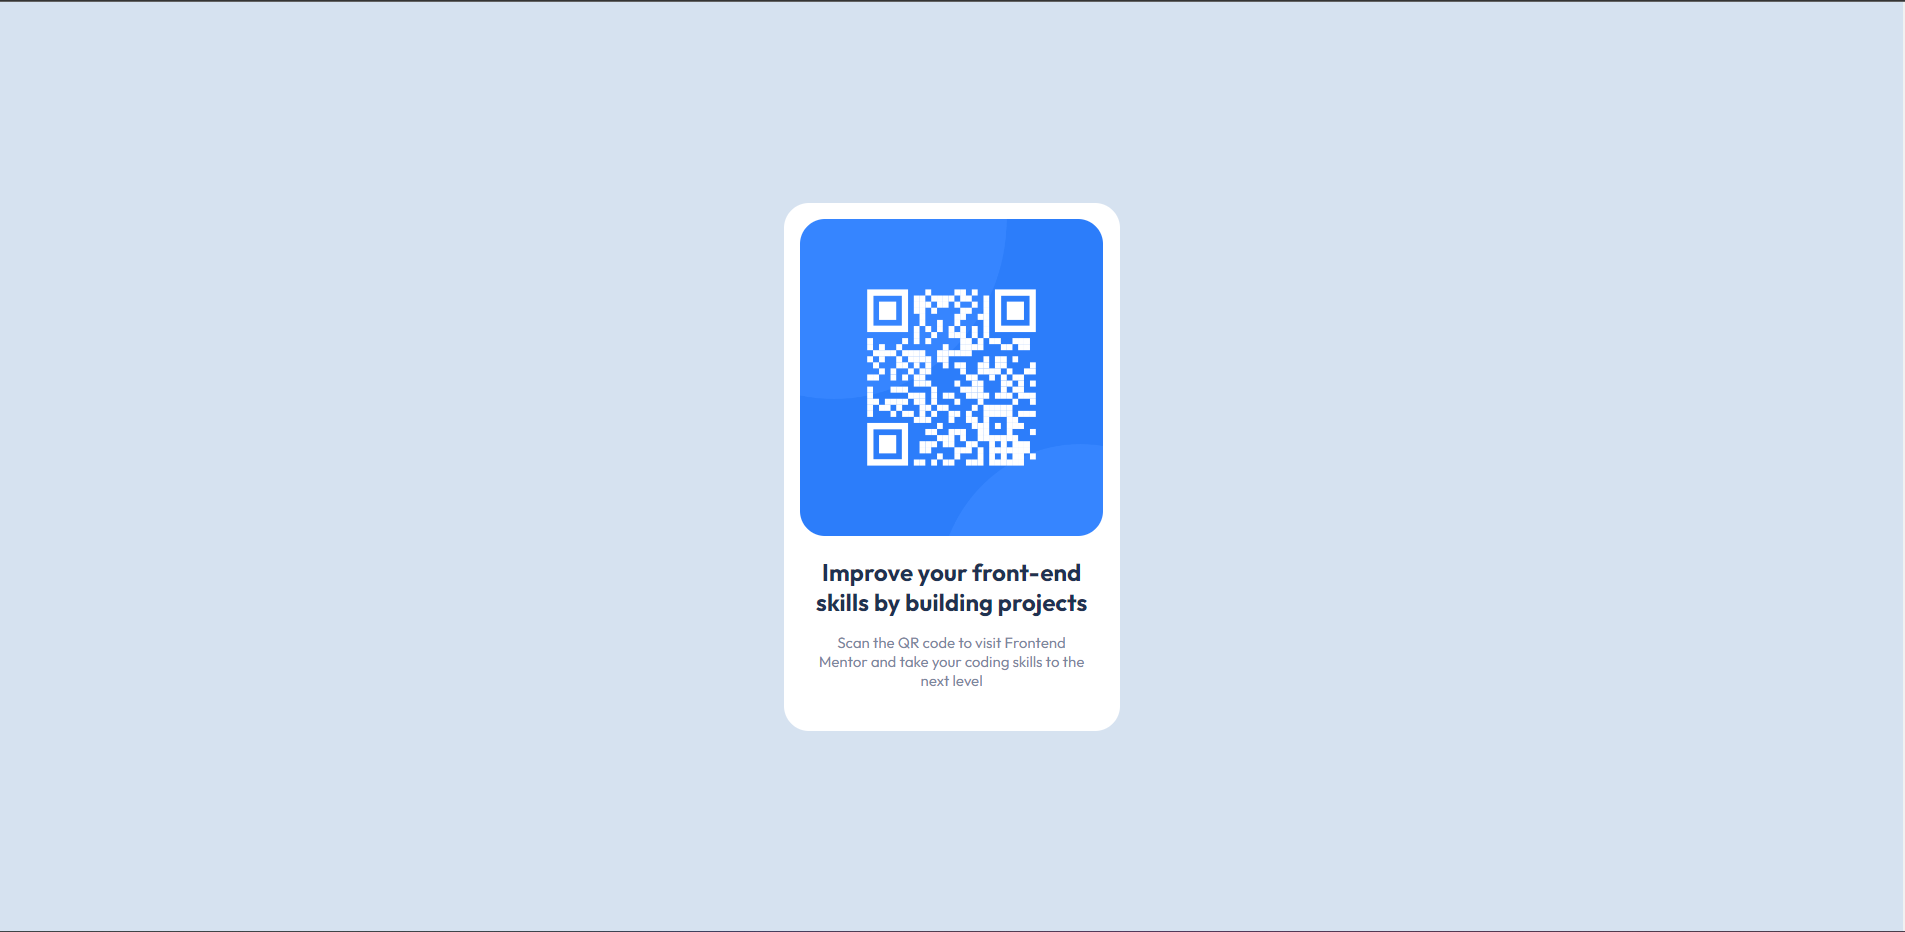 Improve your front-end
skills by building projects
Scan the QR code to visit Frontend
Mentor and take your coding skills to the
next level